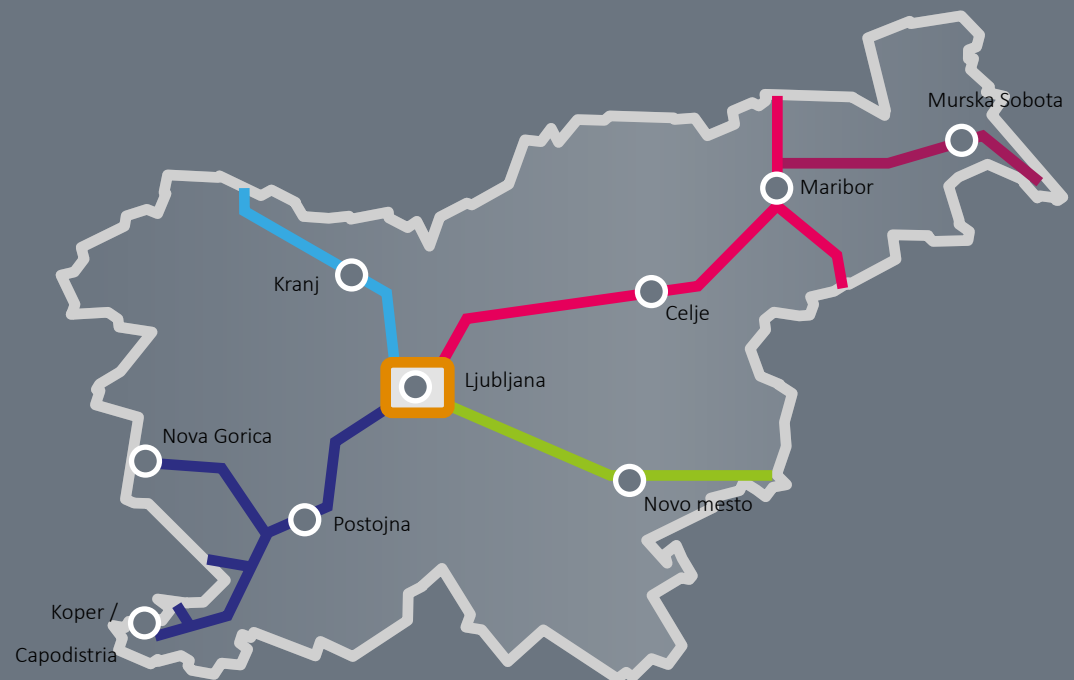 Murska Sobota
Maribor
Kranj
Celje
Ljubljana
Nova Gorica
Novo mesto
Postojna
Koper /
Capodistria